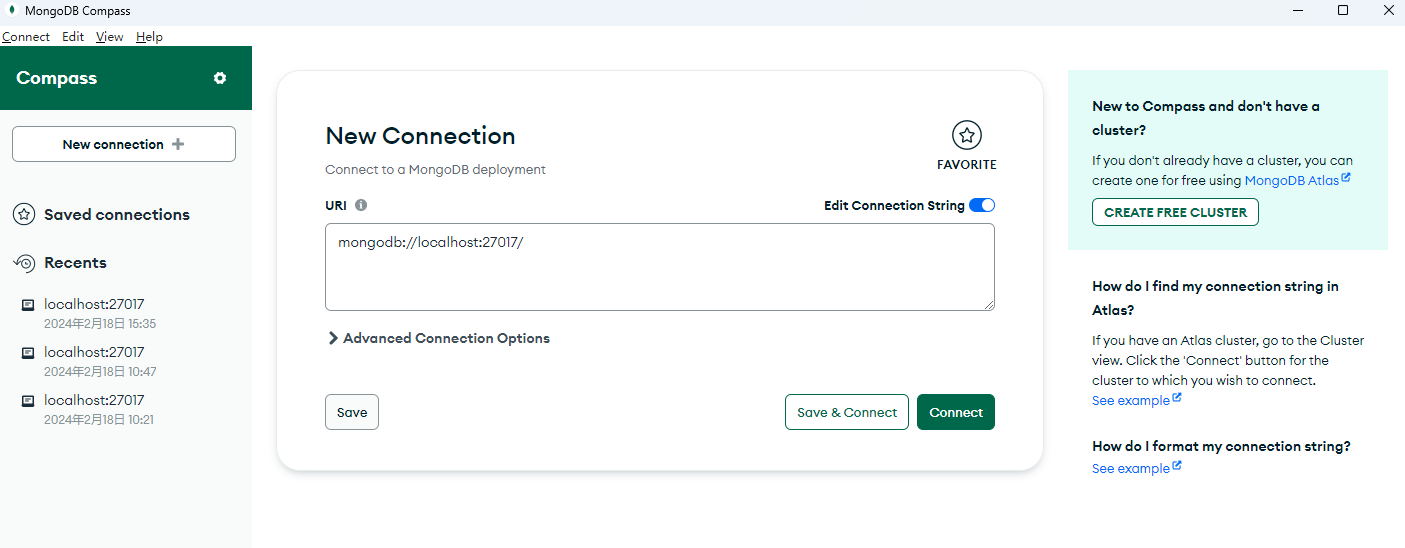 MongoDB Compass
Connect Edit View Help
Compass
New connection
Saved connections
Recents
localhost:27017
2024年2月18日 15:35
localhost:27017
2024年2月18日 10:47
localhost:27017
2024年2月18日 10:21
New Connection
Connect to a MongoDB deployment
FAVORITE
URI
Edit Connection String
mongodb://localhost:27017/
Advanced Connection Options
Save
Save & Connect
Connect
New to Compass and don't have a
cluster?
If you don't already have a cluster, you can
create one for free using MongoDB Atlas
CREATE FREE CLUSTER
How do I find my connection string in
Atlas?
If you have an Atlas cluster, go to the Cluster
view. Click the 'Connect' button for the
cluster to which you wish to connect.
See example
How do I format my connection string?
See example